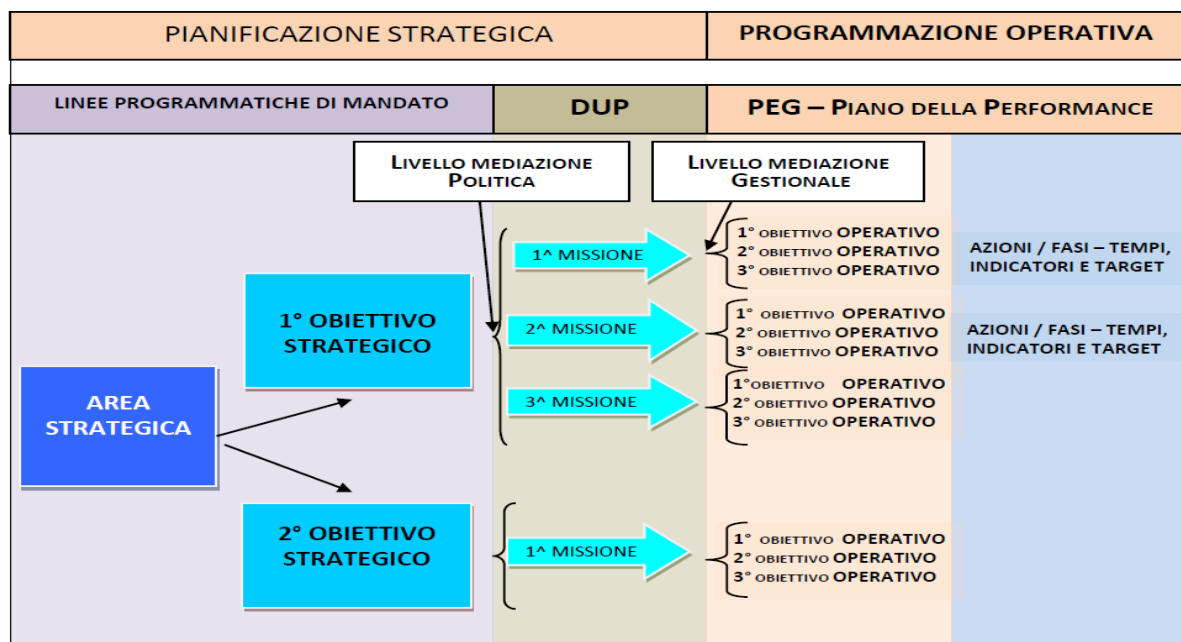 PIANIFICAZIONE STRATEGICA
PROGRAMMAZIONE OPERATIVA
LINEE PROGRAMMATICHE DI MANDATO
DUP
PEG – PIANO DELLA PERFORMANCE
LIVELLO MEDIAZIONE
POLITICA
LIVELLO MEDIAZIONE
GESTIONALE
AREA
STRATEGICA
1° OBIETTIVO
STRATEGICO
1^ MISSIONE
1° OBIETTIVO OPERATIVO
2° OBIETTIVO OPERATIVO
3° OBIETTIVO OPERATIVO
AZIONI / FASI – TEMPI,
INDICATORI E TARGET
2^ MISSIONE
1° OBIETTIVO OPERATIVO
2° OBIETTIVO OPERATIVO
3° OBIETTIVO OPERATIVO
AZIONI / FASI – TEMPI,
INDICATORI E TARGET
3^ MISSIONE
1°OBIETTIVO OPERATIVO
2° OBIETTIVO OPERATIVO
3° OBIETTIVO OPERATIVO
2° OBIETTIVO
STRATEGICO
1^ MISSIONE
1° OBIETTIVO OPERATIVO
2° OBIETTIVO OPERATIVO
3° OBIETTIVO OPERATIVO